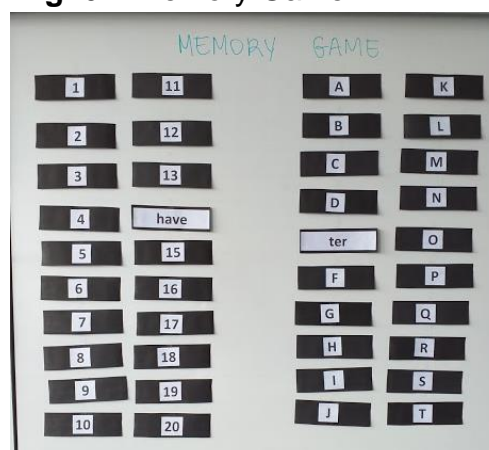 MEMORY GAME
1 11 A K
2 12 B L
3 13 C M
4 have D N
5 15 ter O
6 16 F P
7 17 G Q
8 18 H R
9 19 I S
10 20 J T